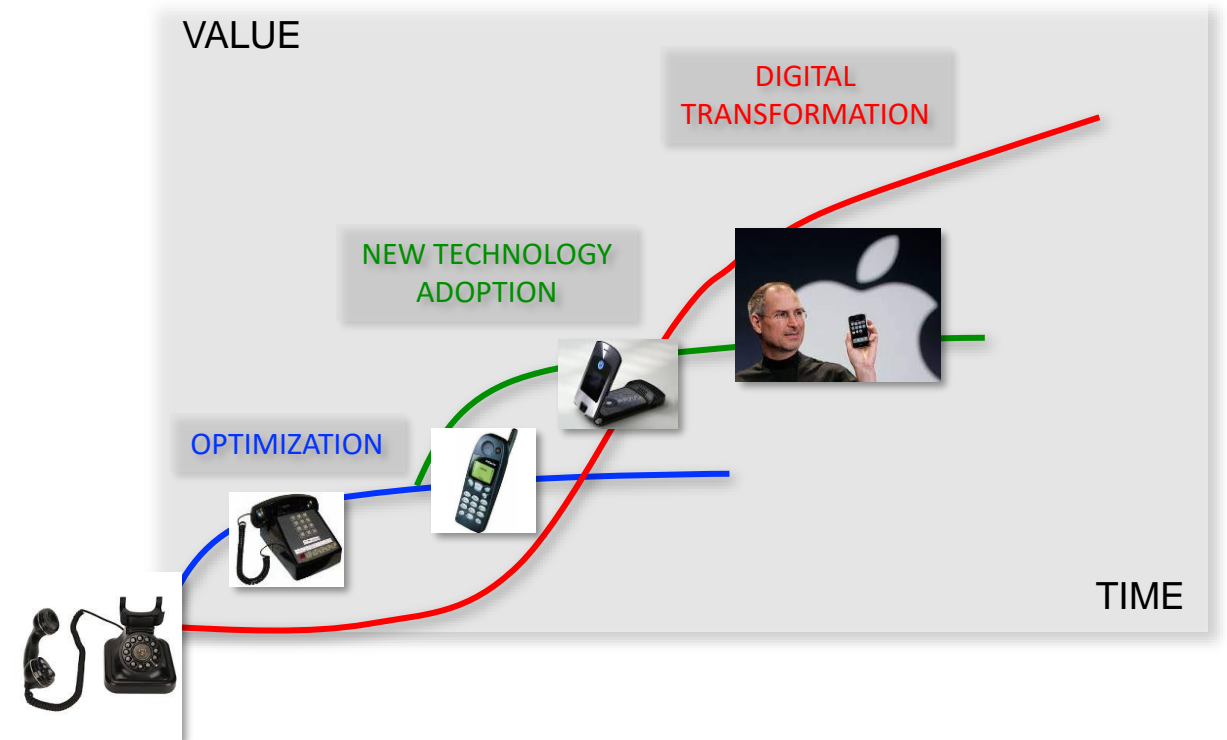 VALUE
DIGITAL
TRANSFORMATION
NEW TECHNOLOGY
ADOPTION
OPTIMIZATION
TIME